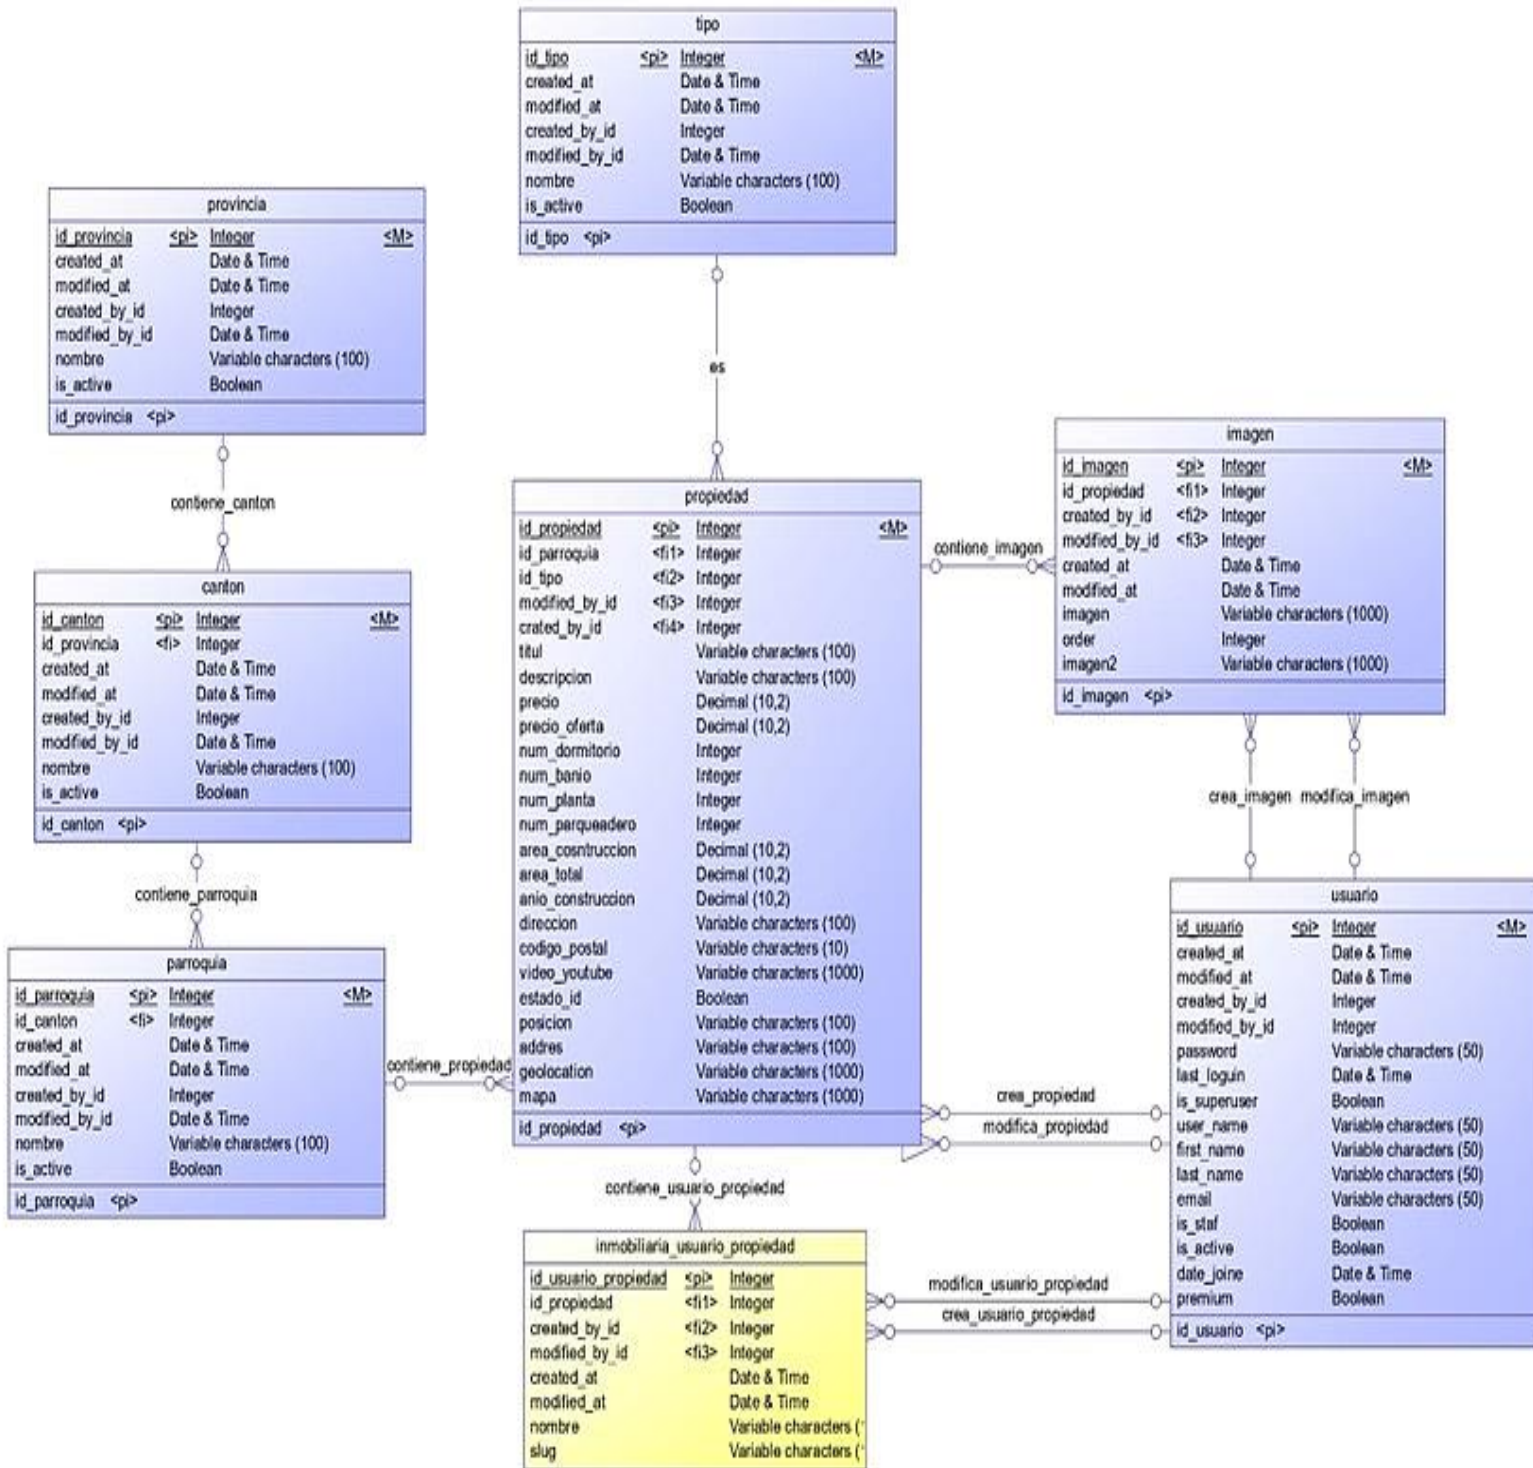 tipo
id_tipo <pi> Integer <M>
created_at Date & Time
modified_at Date & Time
created_by_id Integer
modified_by_id Date & Time
nombre Variable characters (100)
is_active Boolean
id_tipo <pi>
provincia
id_provincia <pi> Integer <M>
created_at Date & Time
modified_at Date & Time
created_by_id Integer
modified_by_id Date & Time
nombre Variable characters (100)
is_active Boolean
id_provincia <pi>
es
contiene_canton
canton
id_canton <pi> Integer <M>
id_provincia <fi> Integer
created_at Date & Time
modified_at Date & Time
created_by_id Integer
modified_by_id Date & Time
nombre Variable characters (100)
is_active Boolean
id_canton <pi>
contiene_parroquia
parroquia
id_parroquia <pi> Integer <M>
id_canton <fi> Integer
created_at Date & Time
modified_at Date & Time
created_by_id Integer
modified_by_id Date & Time
nombre Variable characters (100)
is_active Boolean
id_parroquia <pi>
contiene_propiedad
propiedad
id_propiedad <pi> Integer <M>
id_parroquia <fi1> Integer
id_tipo <fi2> Integer
modified_by_id <fi3> Integer
crated_by_id <fi4> Integer
titul Variable characters (100)
descripcion Variable characters (100)
precio Decimal (10,2)
precio_oferta Decimal (10,2)
num_dormitorio Integer
num_banio Integer
num_planta Integer
num_parqueadero Integer
area_cosntruccion Decimal (10,2)
area_total Decimal (10,2)
anio_construccion Decimal (10,2)
direccion Variable characters (100)
codigo_postal Variable characters (10)
video_youtube Variable characters (1000)
estado_id Boolean
posicion Variable characters (100)
addres Variable characters (100)
geolocation Variable characters (1000)
mapa Variable characters (1000)
id_propiedad <pi>
contiene_imagen
imagen
id_imagen <pi> Integer <M>
id_propiedad <fi1> Integer
created_by_id <fi2> Integer
modified_by_id <fi3> Integer
created_at Date & Time
modified_at Date & Time
imagen Variable characters (1000)
order Integer
imagen2 Variable characters (1000)
id_imagen <pi>
crea_imagen modifica_imagen
usuario
id_usuario <pi> Integer <M>
created_at Date & Time
modified_at Date & Time
created_by_id Integer
modified_by_id Integer
password Variable characters (50)
last_loguin Date & Time
is_superuser Boolean
user_name Variable characters (50)
first_name Variable characters (50)
last_name Variable characters (50)
email Variable characters (50)
is_staf Boolean
is_active Boolean
date_joine Date & Time
premium Boolean
id_usuario <pi>
crea_propiedad
modifica_propiedad
contiene_usuario_propiedad
modifica_usuario_propiedad
crea_usuario_propiedad
inmobiliaria_usuario_propiedad
id_usuario_propiedad <pi> Integer
id_propiedad <fi1> Integer
created_by_id <fi2> Integer
modified_by_id <fi3> Integer
created_at Date & Time
modified_at Date & Time
nombre Variable characters (
slug Variable characters (